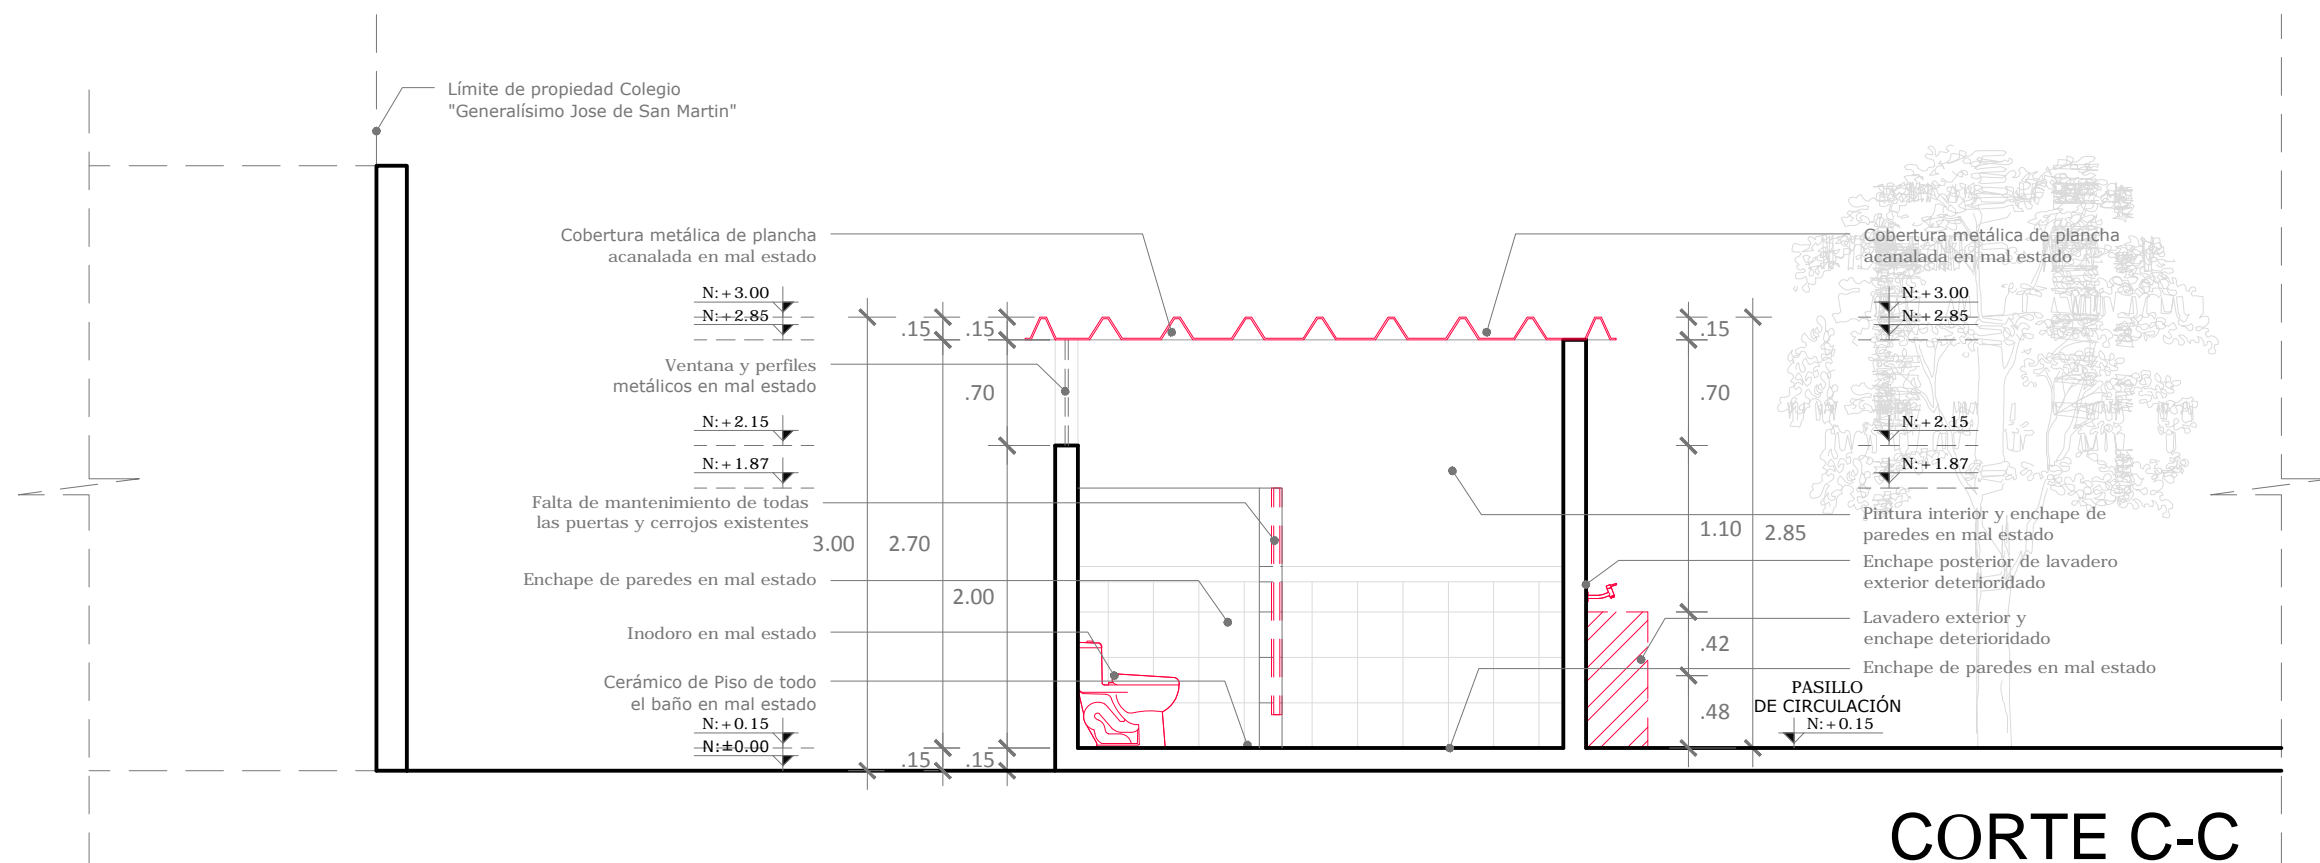 Límite de propiedad Colegio
"Generalísimo Jose de San Martin"
Cobertura metálica de plancha
acanalada en mal estado
N:+3.00
N:+2.85
Ventana y perfiles
metálicos en mal estado
N:+2.15
N:+1.87
Falta de mantenimiento de todas
las puertas y cerrojos existentes
Enchape de paredes en mal estado
Inodoro en mal estado
Cerámico de Piso de todo
el baño en mal estado
N:+0.15
N:±0.00
3.00
.15
2.70
.15
.15
.70
2.00
.15
.15
.70
1.10
.42
.48
2.85
Cobertura metálica de plancha
acanalada en mal estado
N:+3.00
N:+2.85
N:+2.15
N:+1.87
Pintura interior y enchape de
paredes en mal estado
Enchape posterior de lavadero
exterior deterioridado
Lavadero exterior y
enchape deterioridado
Enchape de paredes en mal estado
PASILLO
DE CIRCULACIÓN
N:+0.15
CORTE C-C